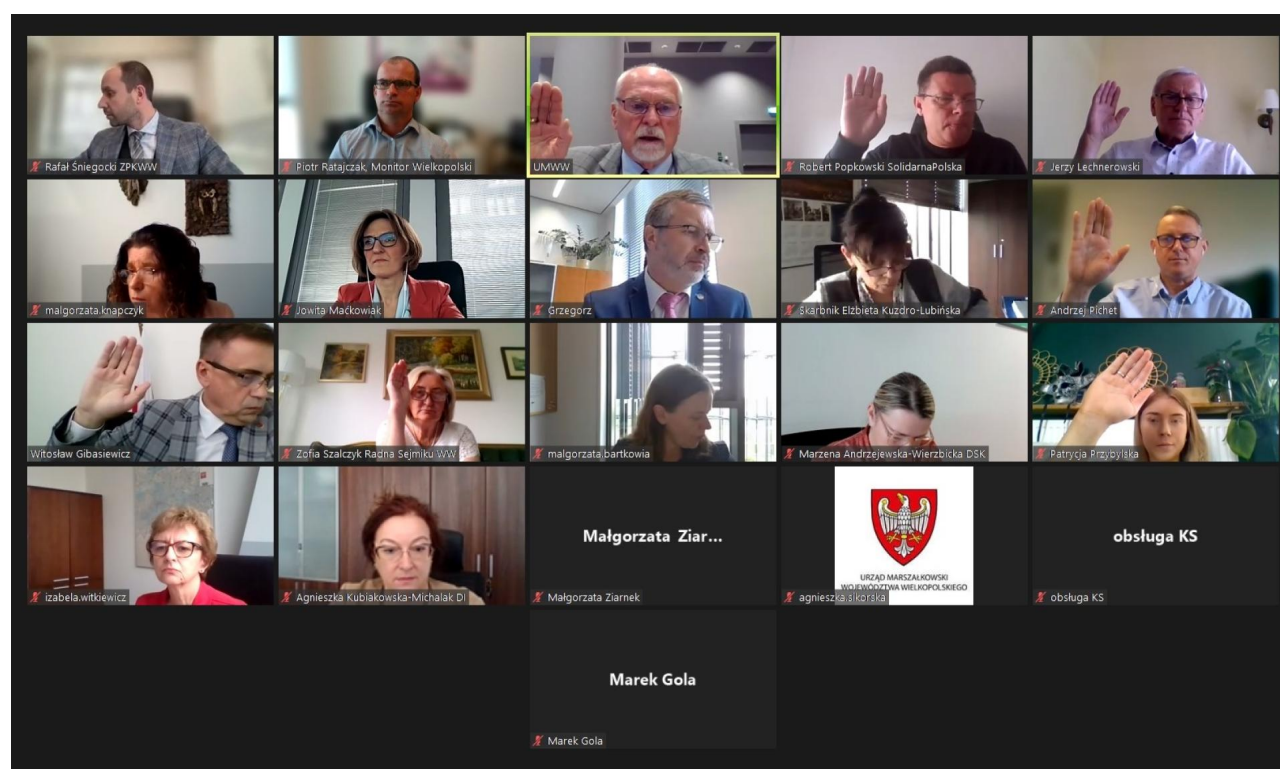 Rafał Śniegocki ZPKWW
Piotr Ratajczak, Monitor Wielkopolski
UMWW
Robert Popkowski SolidarnaPolska
Jerzy Lechnerowski
malgorzata.knapczyk
Jowita Maćkowiak
Grzegorz
Skarbnik Elżbieta Kuzdro-Lubińska
Andrzej Pichet
Witosław Gibasiewicz
Zofia Szalczyk Radna Sejmiku WW
malgorzata.bartkowia
Marzena Andrzejewska-Wierzbicka DSK
Patrycja Przybylska
izabela.witkiewicz
Agnieszka Kubiakowska-Michalak DI
Małgorzata Ziar...
Małgorzata Ziarnek
URZĄD MARSZAŁKOWSKI
WOJEWÓDZTWA WIELKOPOLSKIEGO
agnieszka.sikorska
obsługa KS
obsługa KS
Marek Gola
Marek Gola